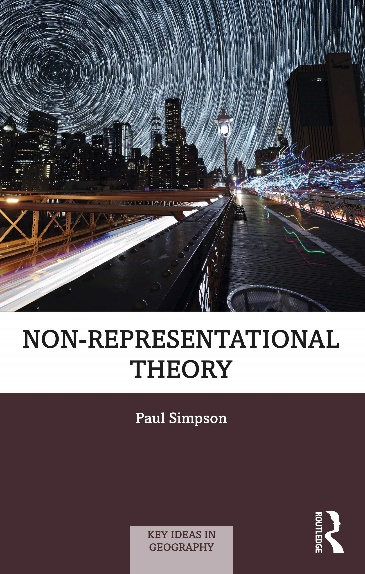 NON-REPRESENTATIONAL
THEORY
Paul Simpson
KEY IDEAS IN
GEOGRAPHY
ROUTLEDGE